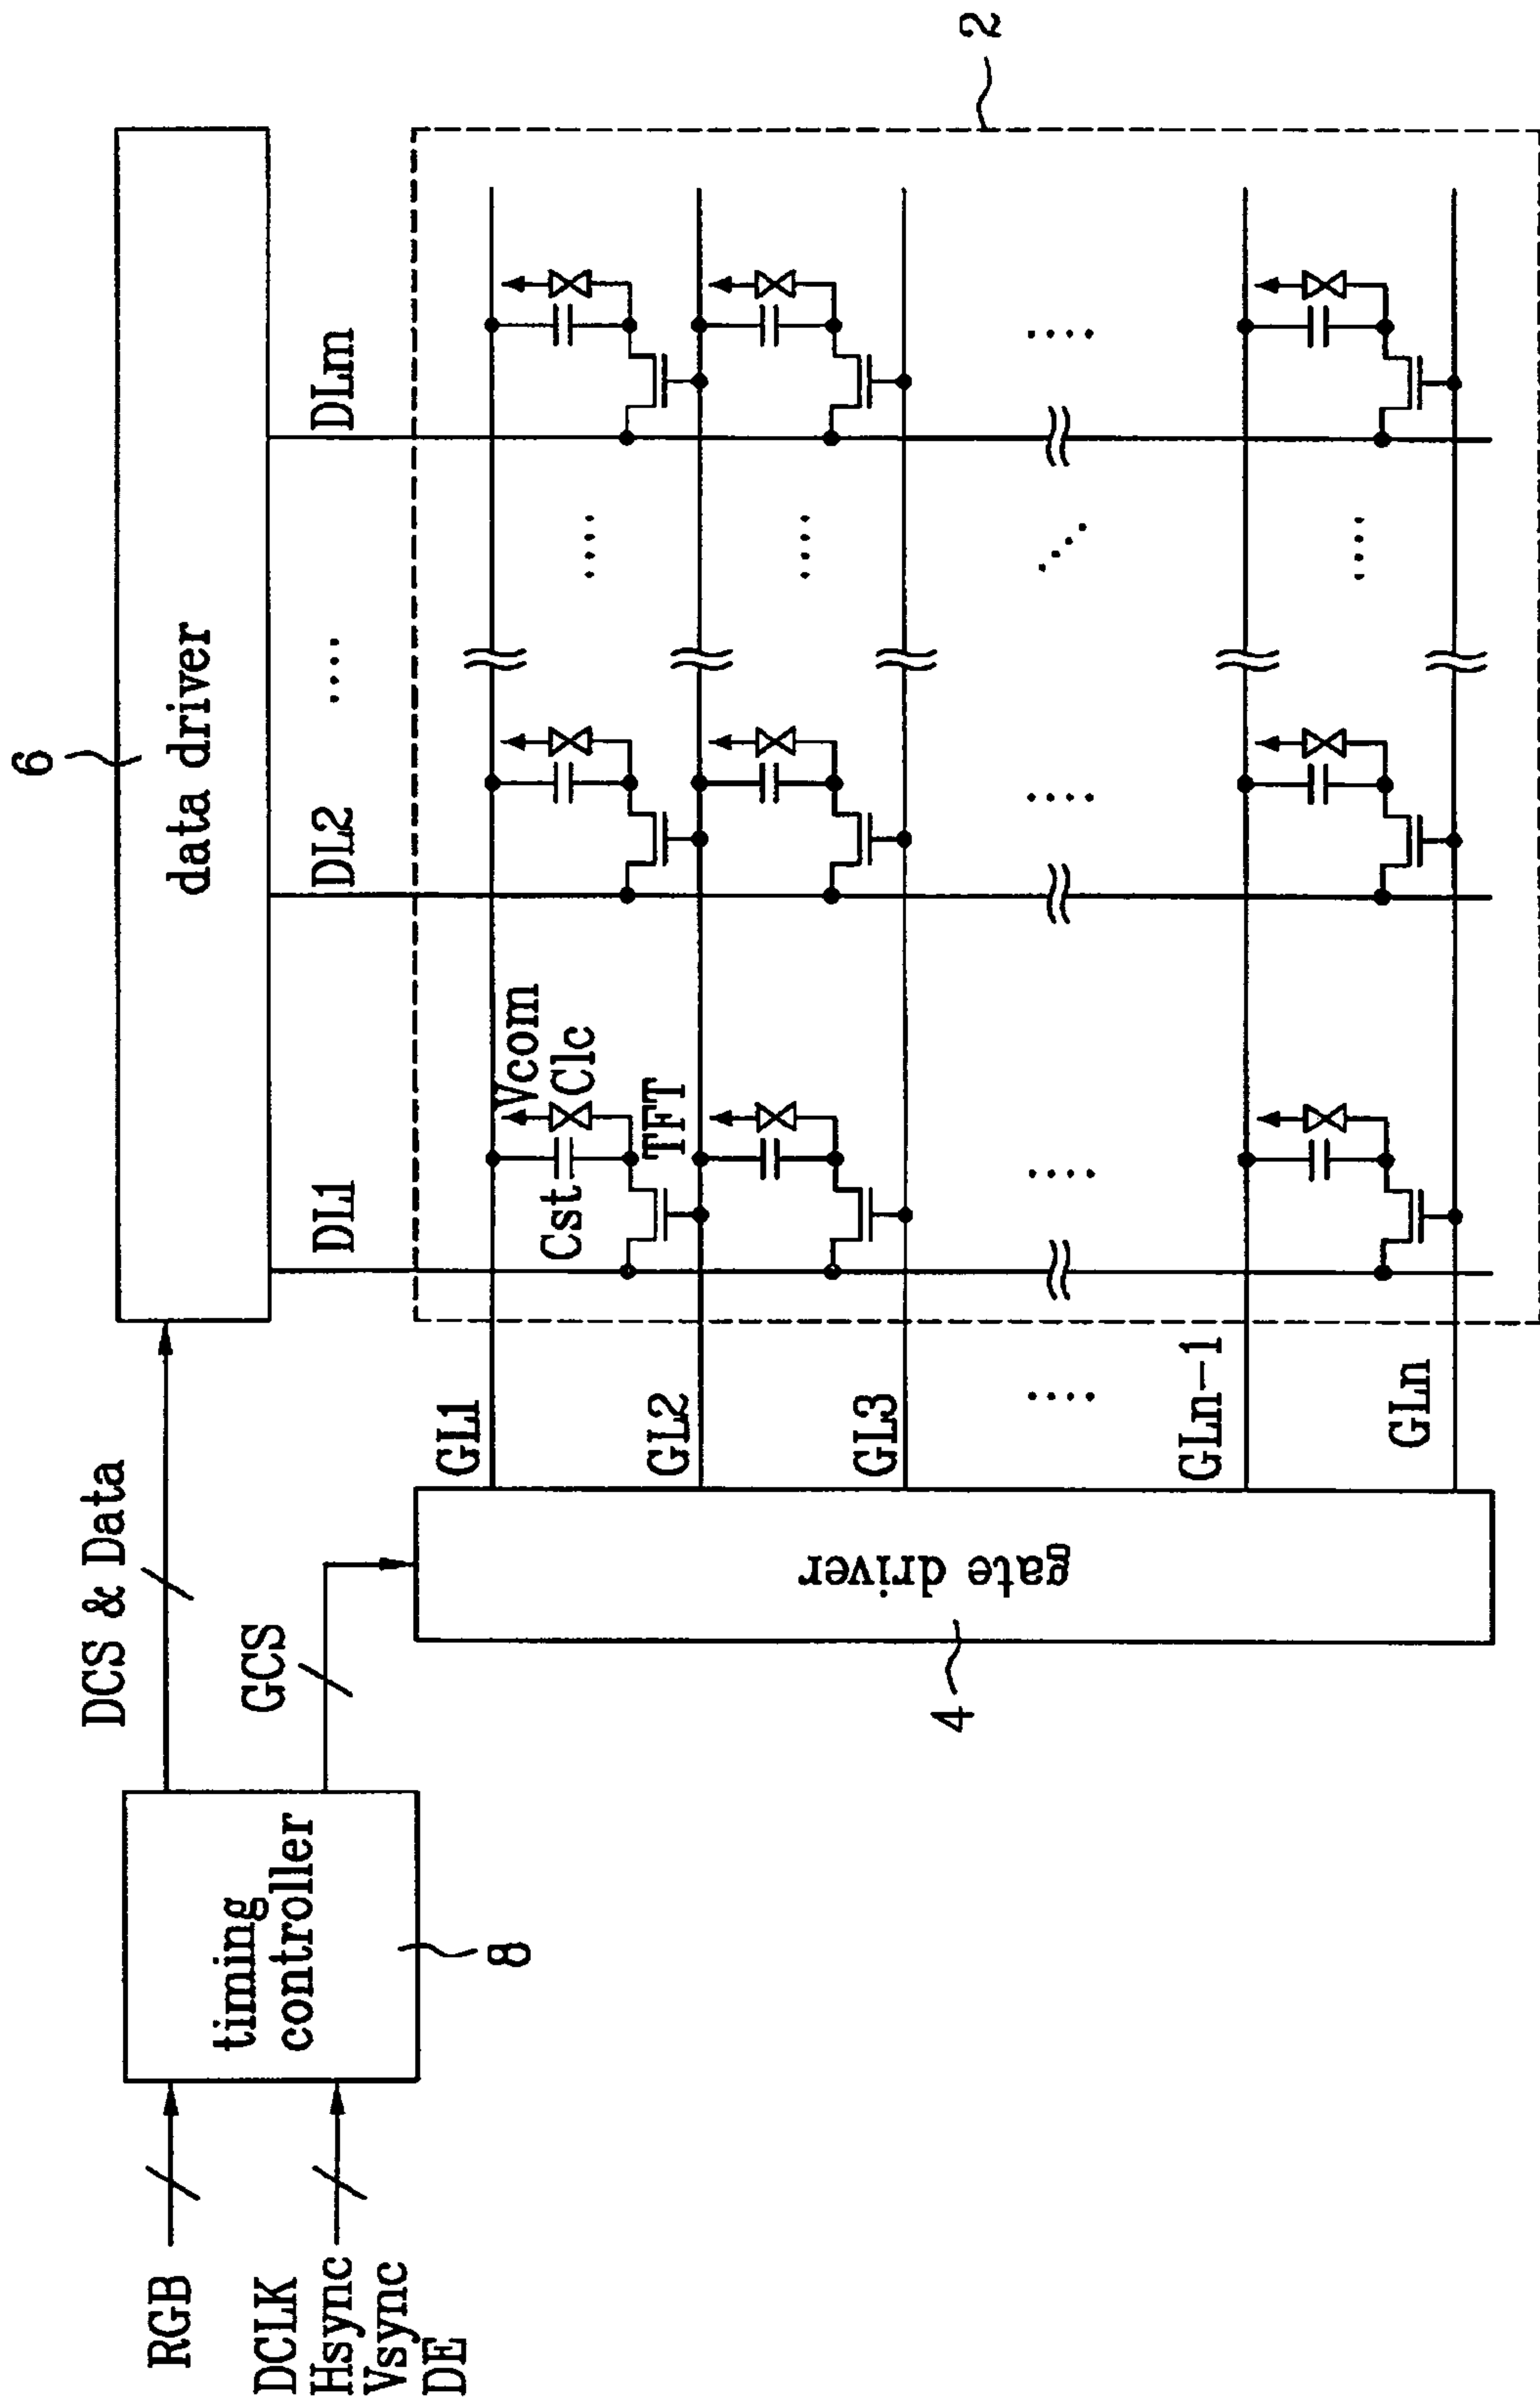 6
data driver
DCS & Data
RGB
timing
controller
8
DCLK
Hsync
Vsync
DE
GCS
gate driver
4
DL1
DL2
....
DLm
2
GL1
GL2
GL3
....
GLn-1
GLn
Vcom
Clc
Cst
TFT
....
....
....
....
....
....
....